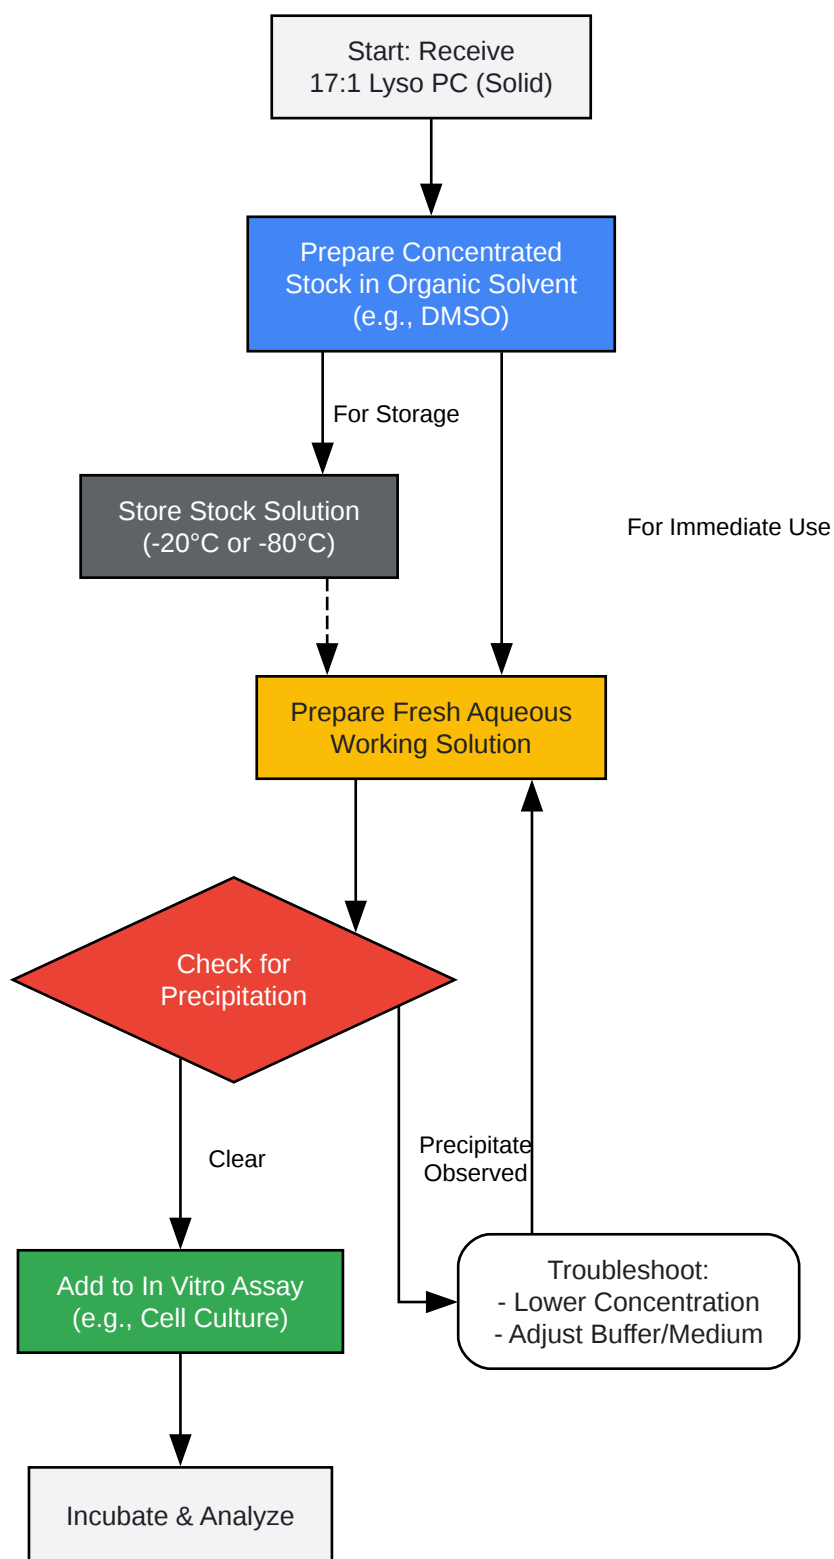 Start: Receive
17:1 Lyso PC (Solid)
Prepare Concentrated
Stock in Organic Solvent
(e.g., DMSO)
For Storage
Store Stock Solution
(-20°C or -80°C)
For Immediate Use
Prepare Fresh Aqueous
Working Solution
Check for
Precipitation
Clear
Precipitate
Observed
Add to In Vitro Assay
(e.g., Cell Culture)
Troubleshoot:
- Lower Concentration
- Adjust Buffer/Medium
Incubate & Analyze